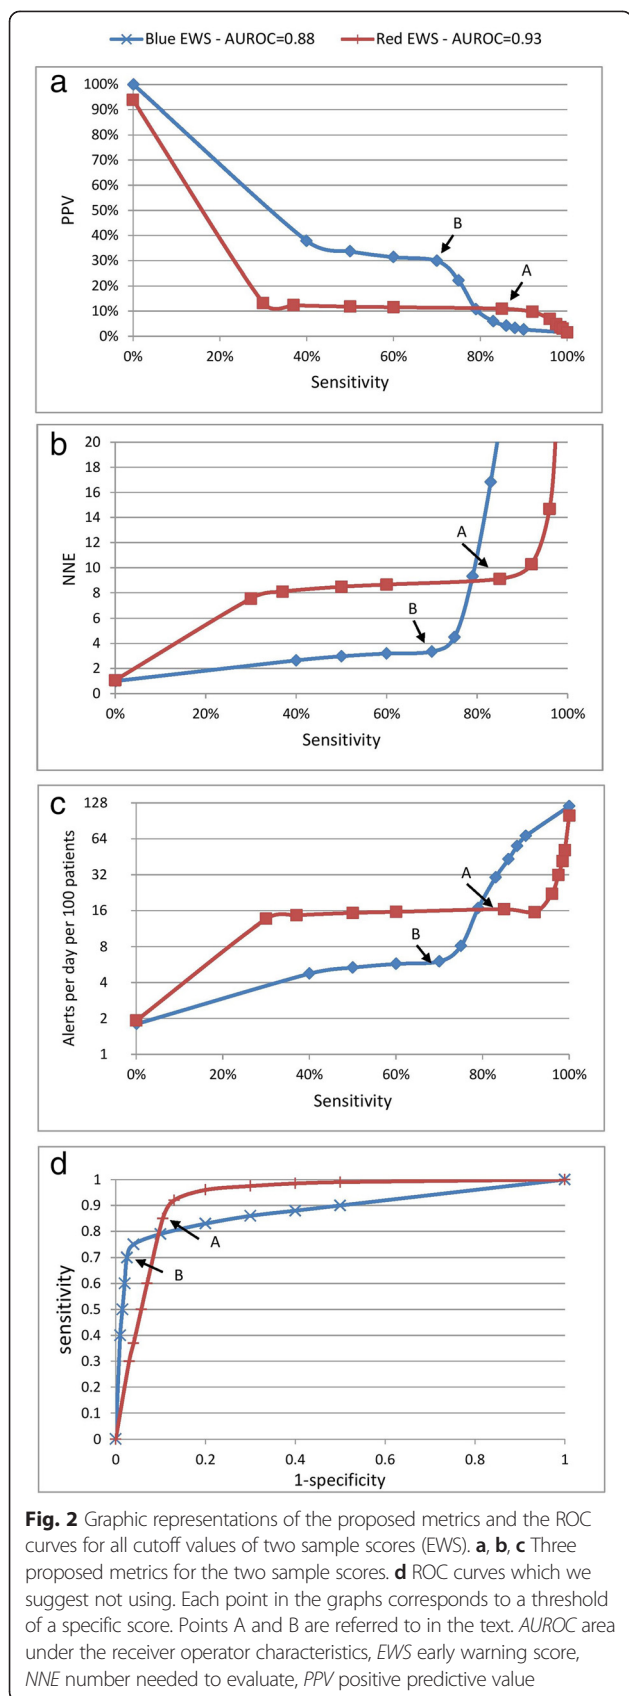 Blue EWS - AUROC=0.88 Red EWS - AUROC=0.93
a
100%
90%
80%
70%
60%
50%
40%
30%
20%
10%
0%
PPV
B
A
0% 20% 40% 60% 80% 100%
Sensitivity
b
20
18
16
14
12
10
8
6
4
2
0
NNE
A
B
0% 20% 40% 60% 80% 100%
Sensitivity
c
128
64
32
16
8
4
2
1
Alerts per day per 100 patients
A
B
0% 20% 40% 60% 80% 100%
Sensitivity
d
1
0.9
0.8
0.7
0.6
0.5
0.4
0.3
0.2
0.1
0
sensitivity
A
B
0 0.2 0.4 0.6 0.8 1
1-specificity
Fig. 2 Graphic representations of the proposed metrics and the ROC
curves for all cutoff values of two sample scores (EWS). a, b, c Three
proposed metrics for the two sample scores. d ROC curves which we
suggest not using. Each point in the graphs corresponds to a threshold
of a specific score. Points A and B are referred to in the text. AUROC area
under the receiver operator characteristics, EWS early warning score,
NNE number needed to evaluate, PPV positive predictive value